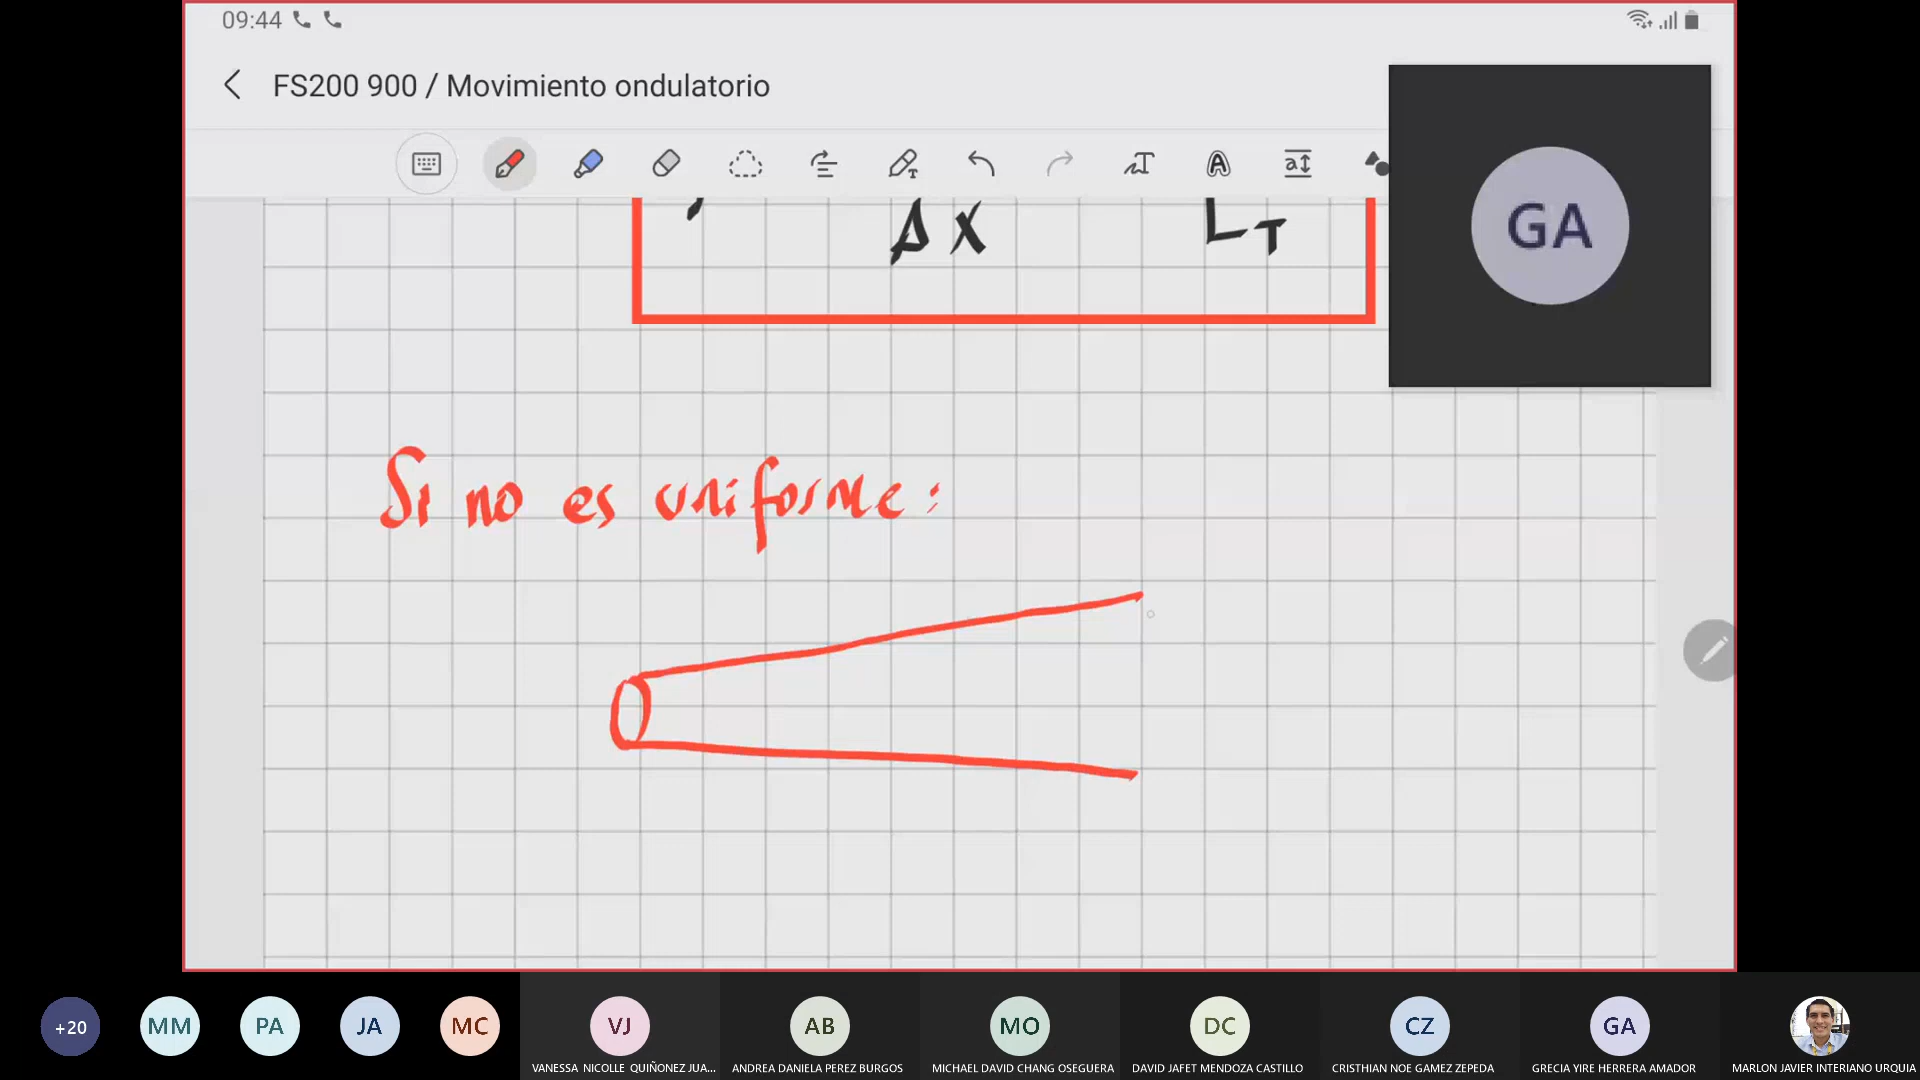 09:44
FS200 900 / Movimiento ondulatorio
GA
Δ X L T
Si no es uniforme:
+20 MM PA JA MC VJ AB MO DC CZ GA
VANESSA NICOLLE QUIÑONEZ JUA... ANDREA DANIELA PEREZ BURGOS MICHAEL DAVID CHANG OSEGUERA DAVID JAFET MENDOZA CASTILLO CRISTHIAN NOE GAMEZ ZEPEDA GRECIA YIRE HERRERA AMADOR MARLON JAVIER INTERIANO URQUIA